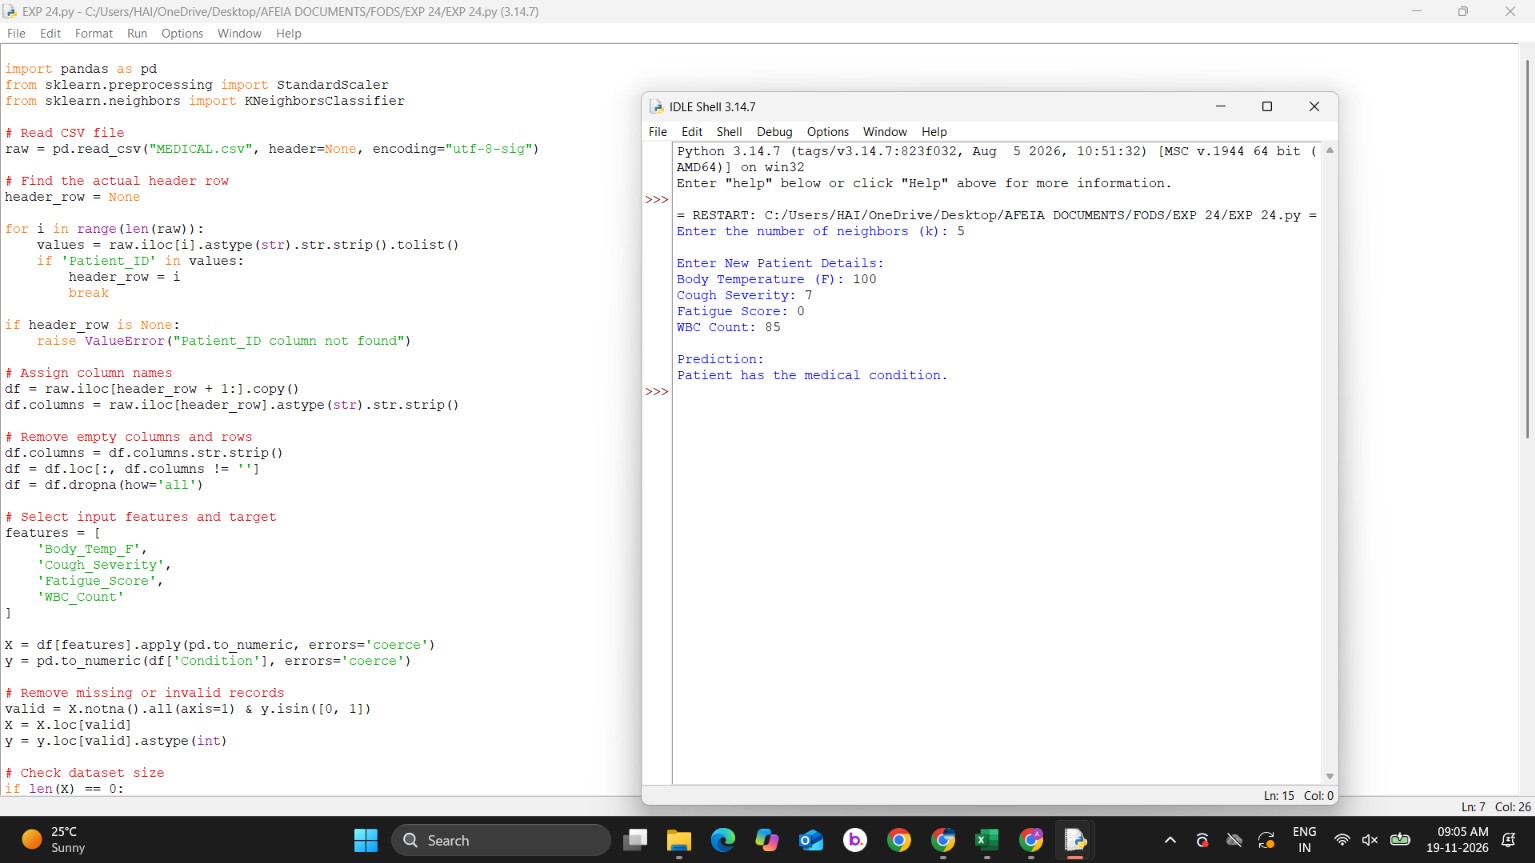 EXP 24.py - C:/Users/HAI/OneDrive/Desktop/AFEIA DOCUMENTS/FODS/EXP 24/EXP 24.py (3.14.7)
File Edit Format Run Options Window Help
import pandas as pd
from sklearn.preprocessing import StandardScaler
from sklearn.neighbors import KNeighborsClassifier
# Read CSV file
raw = pd.read_csv("MEDICAL.csv", header=None, encoding="utf-8-sig")
# Find the actual header row
header_row = None
for i in range(len(raw)):
    values = raw.iloc[i].astype(str).str.strip().tolist()
    if 'Patient_ID' in values:
        header_row = i
        break
if header_row is None:
    raise ValueError("Patient_ID column not found")
# Assign column names
df = raw.iloc[header_row + 1:].copy()
df.columns = raw.iloc[header_row].astype(str).str.strip()
# Remove empty columns and rows
df.columns = df.columns.str.strip()
df = df.loc[:, df.columns != '']
df = df.dropna(how='all')
# Select input features and target
features = [
    'Body_Temp_F',
    'Cough_Severity',
    'Fatigue_Score',
    'WBC_Count'
]
X = df[features].apply(pd.to_numeric, errors='coerce')
y = pd.to_numeric(df['Condition'], errors='coerce')
# Remove missing or invalid records
valid = X.notna().all(axis=1) & y.isin([0, 1])
X = X.loc[valid]
y = y.loc[valid].astype(int)
# Check dataset size
if len(X) == 0:
Ln: 7 Col: 26
IDLE Shell 3.14.7
File Edit Shell Debug Options Window Help
Python 3.14.7 (tags/v3.14.7:823f032, Aug  5 2026, 10:51:32) [MSC v.1944 64 bit (
AMD64)] on win32
Enter "help" below or click "Help" above for more information.
>>>
= RESTART: C:/Users/HAI/OneDrive/Desktop/AFEIA DOCUMENTS/FODS/EXP 24/EXP 24.py =
Enter the number of neighbors (k): 5
Enter New Patient Details:
Body Temperature (F): 100
Cough Severity: 7
Fatigue Score: 0
WBC Count: 85
Prediction:
Patient has the medical condition.
>>>
Ln: 15 Col: 0
25°C
Sunny
Search
b.
ENG
IN
09:05 AM
19-11-2026